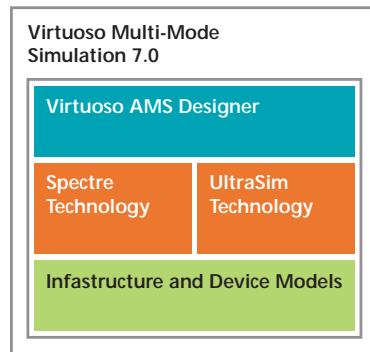 Virtuoso Multi-Mode
Simulation 7.0
Virtuoso AMS Designer
Spectre
Technology
UltraSim
Technology
Infastructure and Device Models